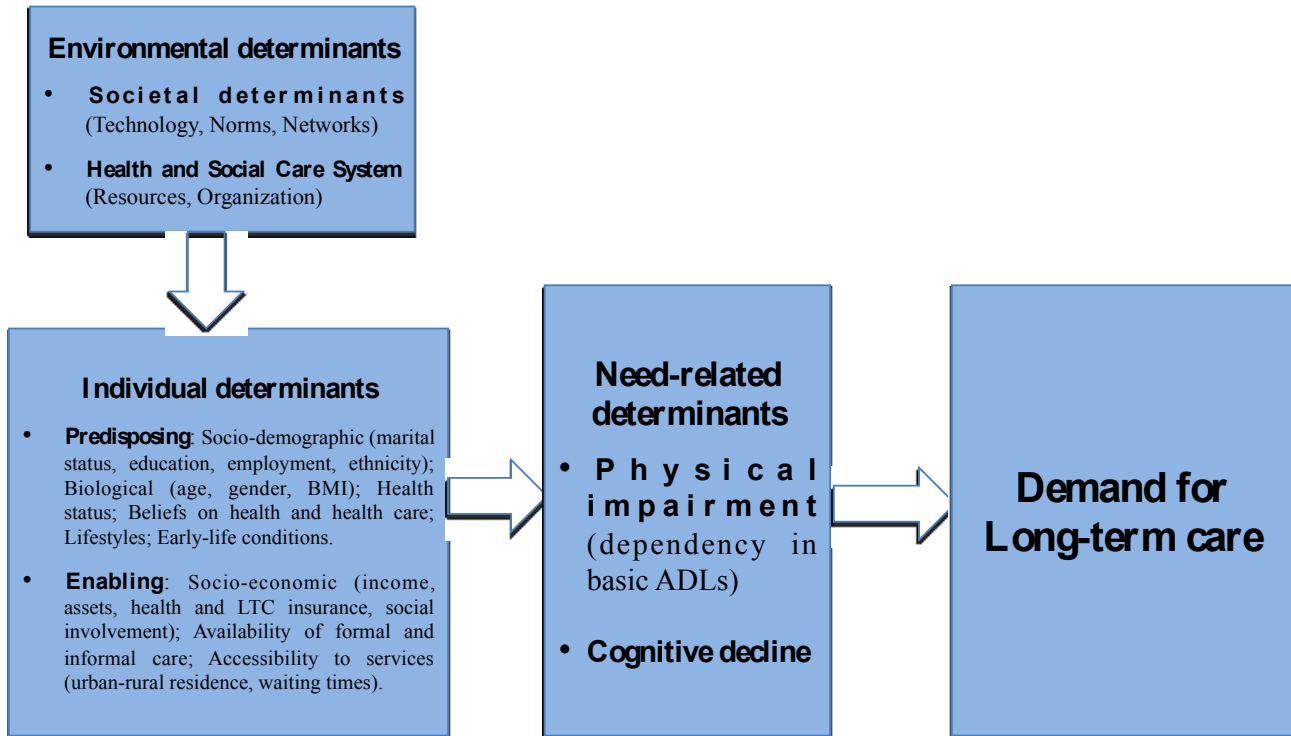 Environmental determinants
• Societal determinants
(Technology, Norms, Networks)
• Health and Social Care System
(Resources, Organization)
Individual determinants
• Predisposing: Socio-demographic (marital
status, education, employment, ethnicity);
Biological (age, gender, BMI); Health
status; Beliefs on health and health care;
Lifestyles; Early-life conditions.
• Enabling: Socio-economic (income,
assets, health and LTC insurance, social
involvement); Availability of formal and
informal care; Accessibility to services
(urban-rural residence, waiting times).
Need-related
determinants
• Physical
impairment
(dependency in
basic ADLs)
• Cognitive decline
Demand for
Long-term care